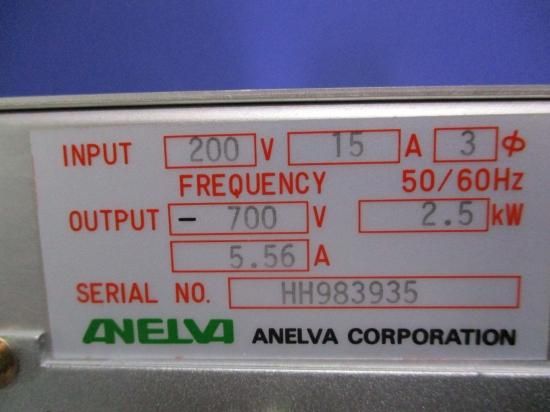 INPUT 200 V 15 A 3 ϕ
FREQUENCY 50/60Hz
OUTPUT - 700 V 2.5 kW
5.56 A
SERIAL NO. HH983935
ANELVA ANELVA CORPORATION